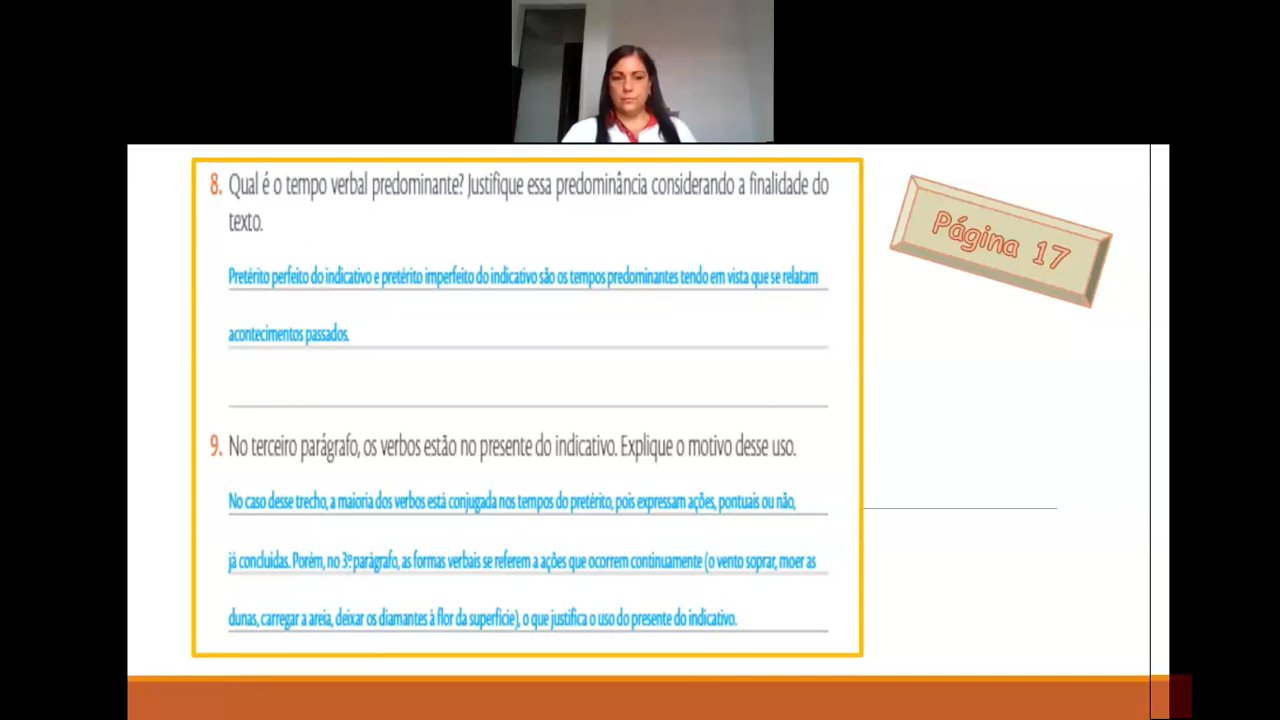 8. Qual é o tempo verbal predominante? Justifique essa predominância considerando a finalidade do
texto.
Pretérito perfeito do indicativo e pretérito imperfeito do indicativo são os tempos predominantes tendo em vista que se relatam
acontecimentos passados.
9. No terceiro parágrafo, os verbos estão no presente do indicativo. Explique o motivo desse uso.
No caso desse trecho, a maioria dos verbos está conjugada nos tempos do pretérito, pois expressam ações, pontuais ou não,
já concluídas. Porém, no 3º parágrafo, as formas verbais se referem a ações que ocorrem continuamente (o vento soprar, moer as
dunas, carregar a areia, deixar os diamantes à flor da superfície), o que justifica o uso do presente do indicativo.
Página 17